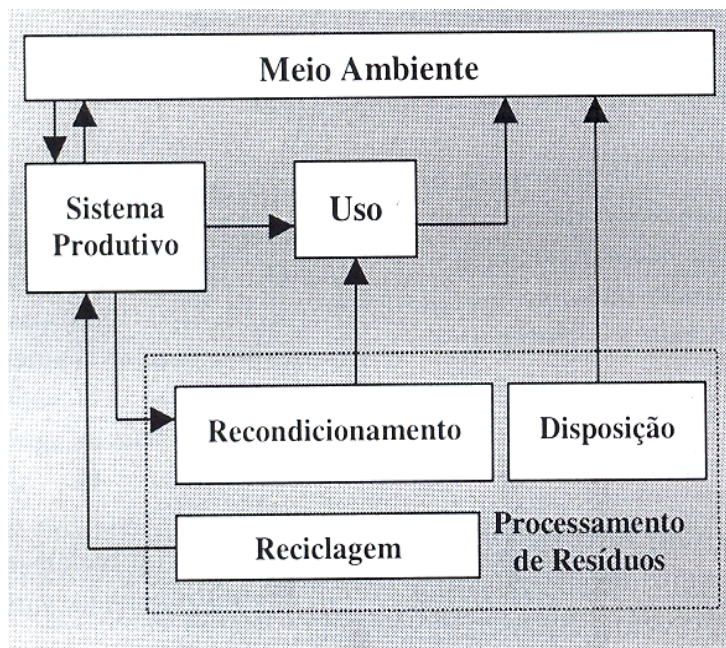 Meio Ambiente
Sistema
Produtivo
Uso
Recondicionamento
Disposição
Reciclagem
Processamento
de Resíduos